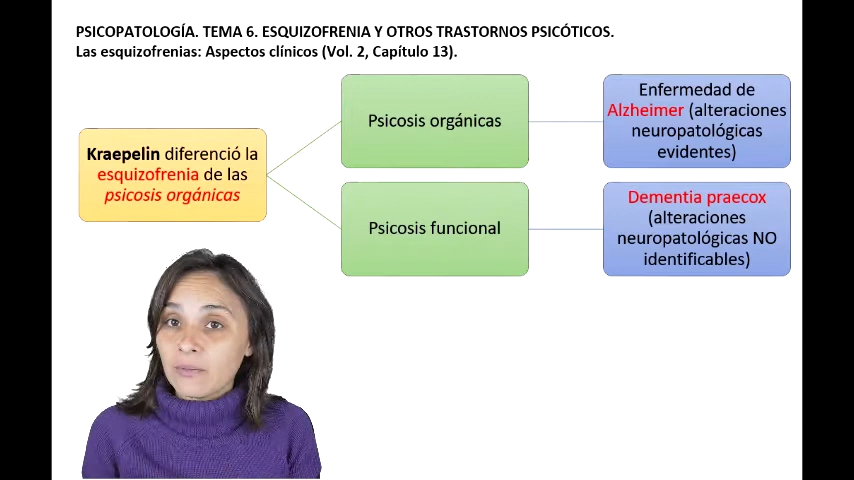 PSICOPATOLOGÍA. TEMA 6. ESQUIZOFRENIA Y OTROS TRASTORNOS PSICÓTICOS.
Las esquizofrenias: Aspectos clínicos (Vol. 2, Capítulo 13).
Kraepelin diferenció la
esquizofrenia de las
psicosis orgánicas
Psicosis orgánicas
Enfermedad de
Alzheimer (alteraciones
neuropatológicas
evidentes)
Psicosis funcional
Dementia praecox
(alteraciones
neuropatológicas NO
identificables)